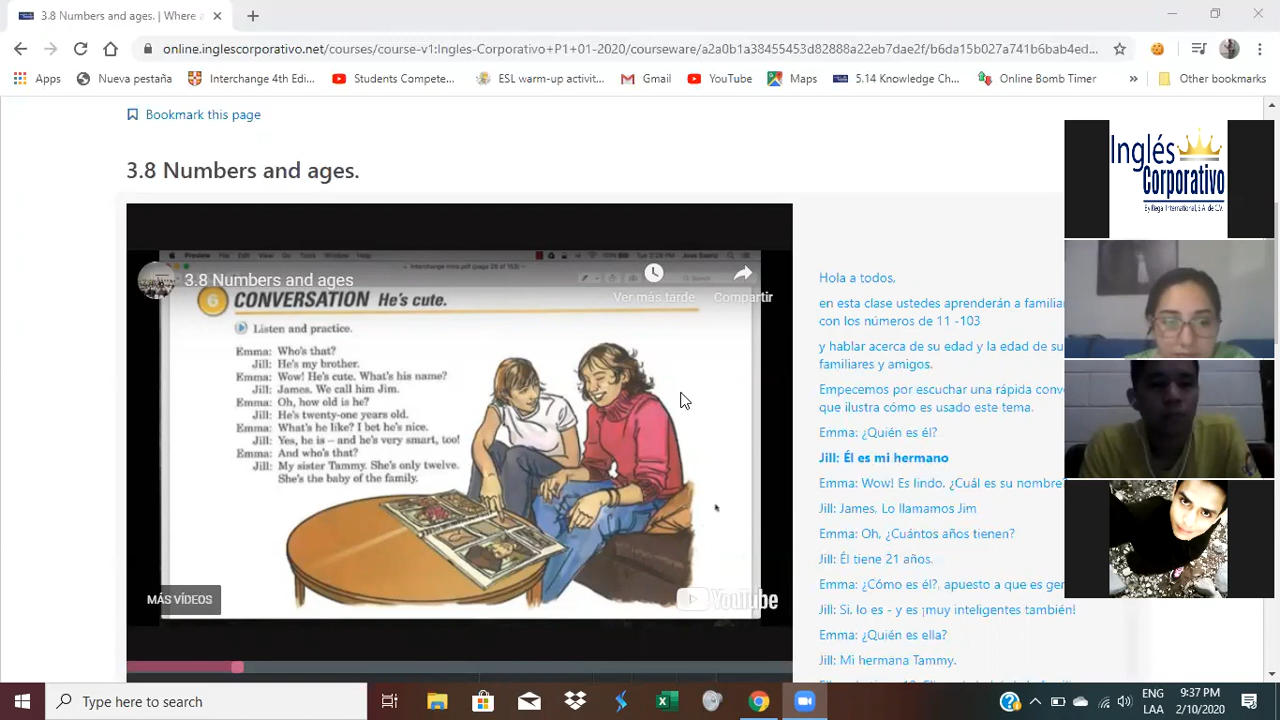 3.8 Numbers and ages. | Where a
online.inglescorporativo.net/courses/course-v1:Ingles-Corporativo+P1+01-2020/courseware/a2a0b1a38455453d82888a22eb7dae2f/b6da15b027a741b6bab4ed...
Apps
Nueva pestaña
Interchange 4th Edi...
Students Compete...
ESL warm-up activit...
Gmail
YouTube
Maps
5.14 Knowledge Ch...
Online Bomb Timer
»
Other bookmarks
Bookmark this page
3.8 Numbers and ages.
3.8 Numbers and ages
Ver más tarde
Compartir
6 CONVERSATION He's cute.
Listen and practice.
Emma: Who's that?
Jill: He's my brother.
Emma: Wow! He's cute. What's his name?
Jill: James. We call him Jim.
Emma: Oh, how old is he?
Jill: He's twenty-one years old.
Emma: What's he like? I bet he's nice.
Jill: Yes, he is – and he's very smart, too!
Emma: And who's that?
Jill: My sister Tammy. She's only twelve.
She's the baby of the family.
MÁS VÍDEOS
YouTube
Hola a todos,
en esta clase ustedes aprenderán a familia
con los números de 11 -103
y hablar acerca de su edad y la edad de su
familiares y amigos.
Empecemos por escuchar una rápida conv
que ilustra cómo es usado este tema.
Emma: ¿Quién es él?
Jill: Él es mi hermano
Emma: Wow! Es lindo. ¿Cuál es su nombre?
Jill: James, Lo llamamos Jim
Emma: Oh, ¿Cuántos años tienen?
Jill: Él tiene 21 años.
Emma: ¿Cómo es él?, apuesto a que es ge
Jill: Si, lo es - y es ¡muy inteligentes también!
Emma: ¿Quién es ella?
Jill: Mi hermana Tammy.
Inglés
Corporativo
Type here to search
ENG
LAA
9:37 PM
2/10/2020